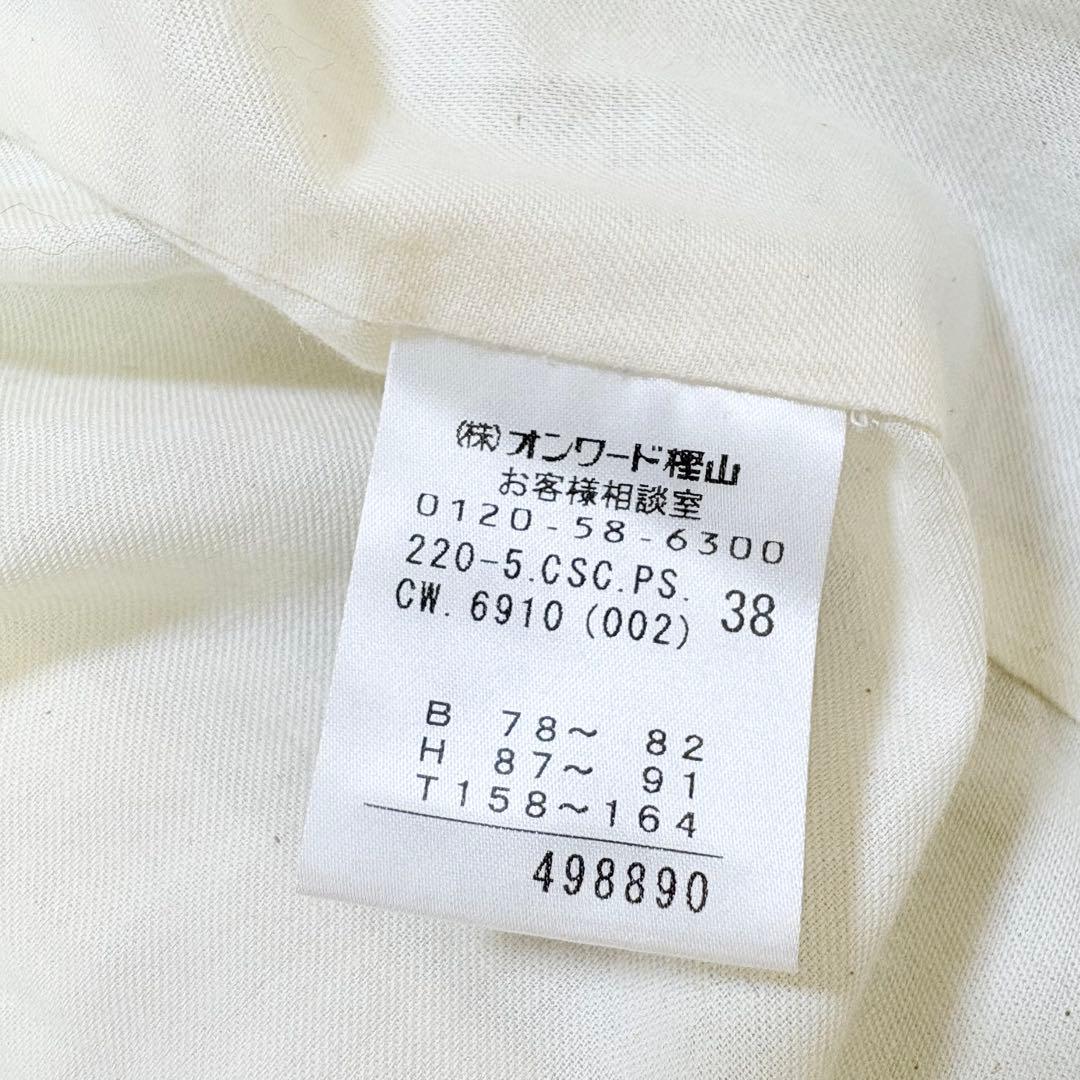 (株)オンワード樫山
お客様相談室
0120-58-6300
220-5.CSC.PS. 38
CW. 6910 (002)
B 78～ 82
H 87～ 91
T158～164
498890